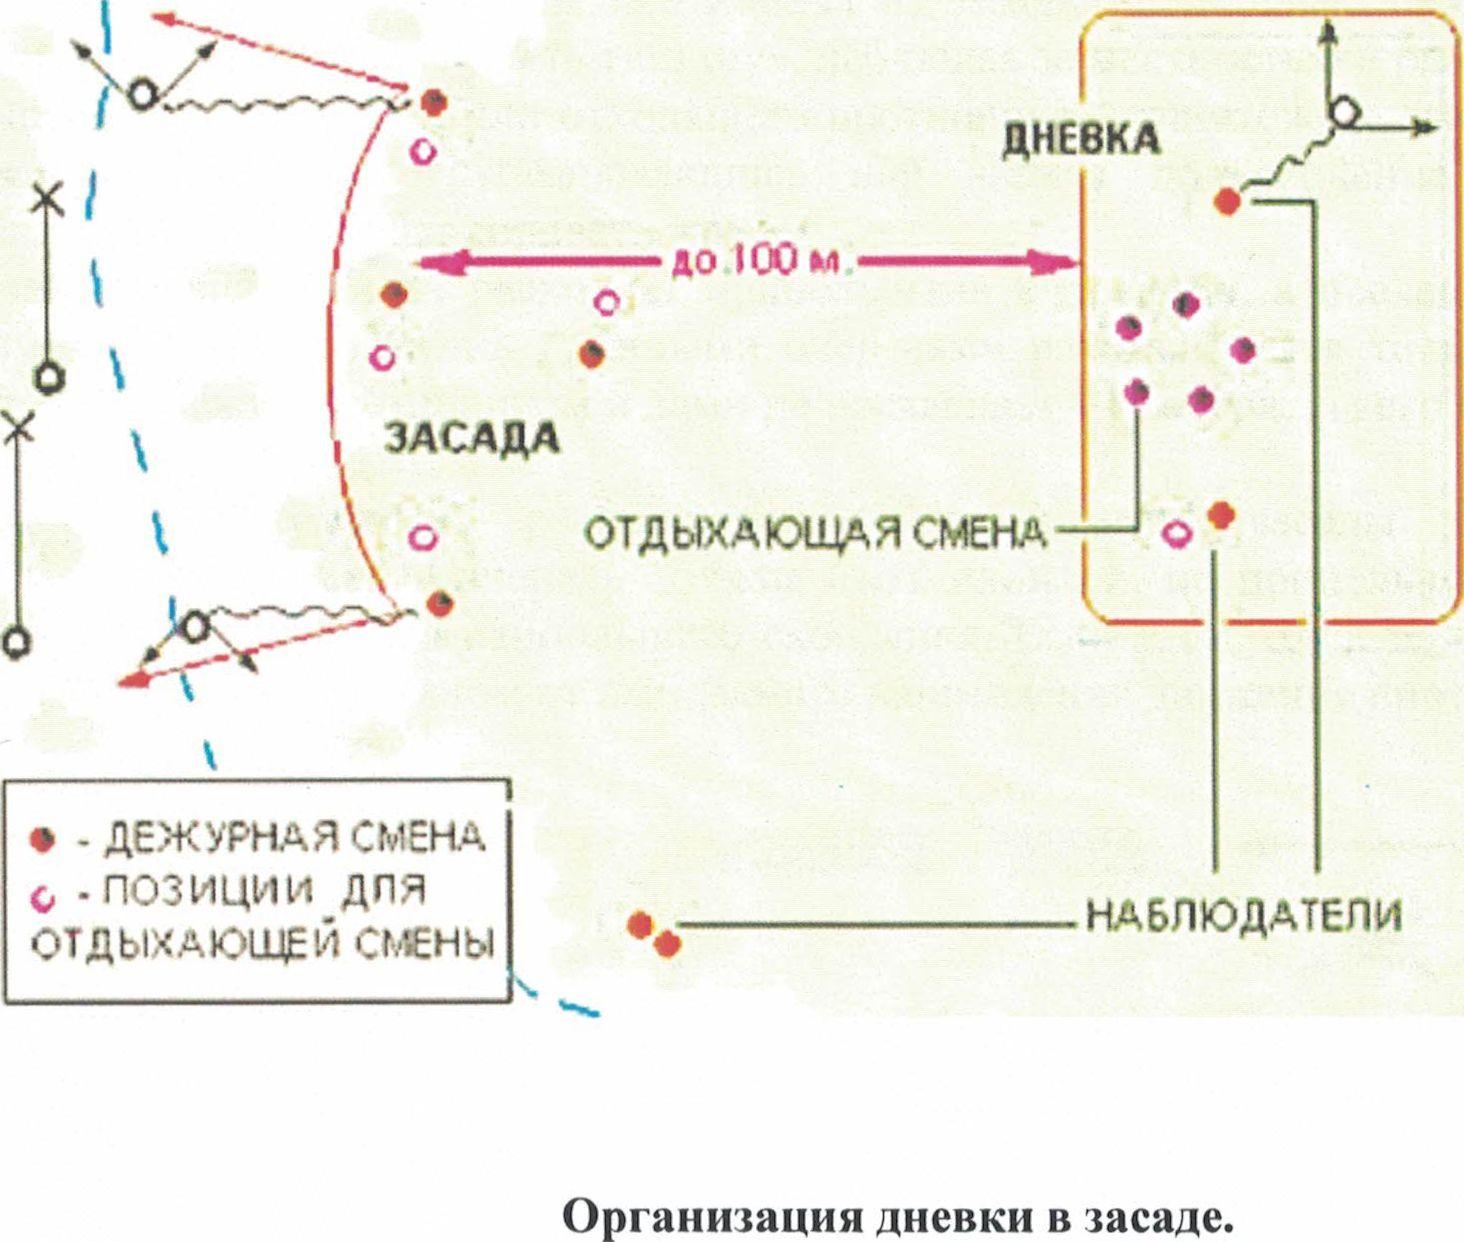 ДНЕВКА
до 100 м.
ЗАСАДА
ОТДЫХАЮЩАЯ СМЕНА
- ДЕЖУРНАЯ СМЕНА
- ПОЗИЦИИ ДЛЯ
ОТДЫХАЮЩЕЙ СМЕНЫ
НАБЛЮДАТЕЛИ
Организация дневки в засаде.